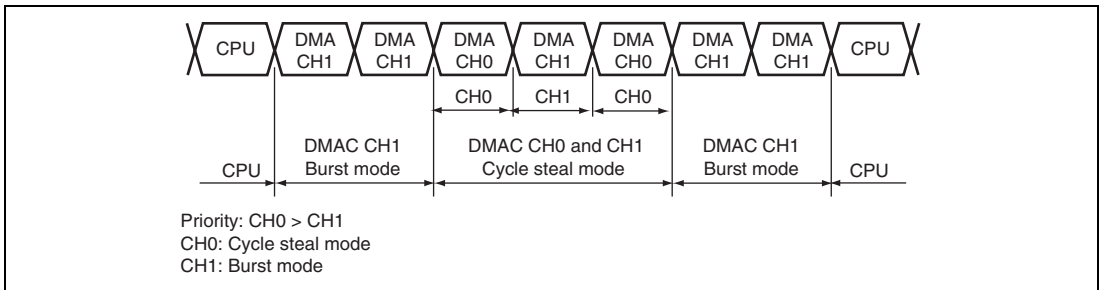 CPU DMA DMA DMA DMA DMA DMA DMA CPU
CH1 CH1 CH0 CH1 CH0 CH1 CH1
CH0 CH1 CH0
DMAC CH1 DMAC CH0 and CH1 DMAC CH1
CPU Burst mode Cycle steal mode Burst mode CPU
Priority: CH0 > CH1
CH0: Cycle steal mode
CH1: Burst mode